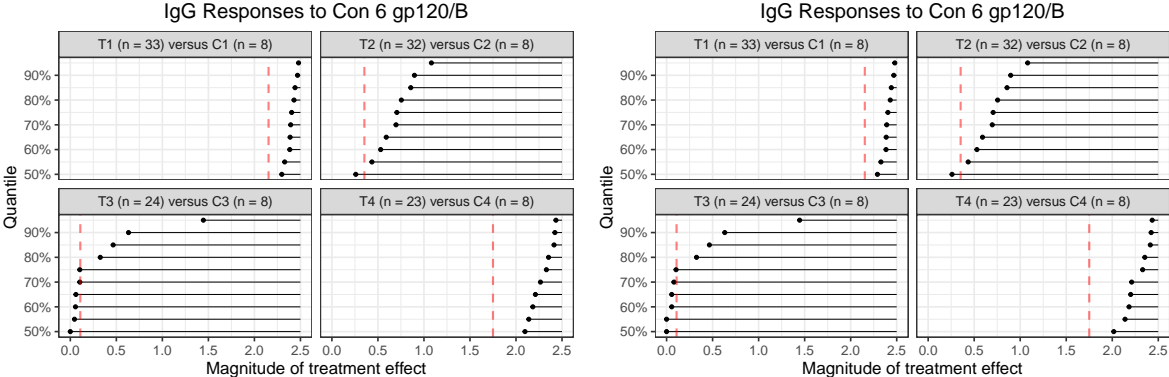 IgG Responses to Con 6 gp120/B
T1 (n = 33) versus C1 (n = 8)
T2 (n = 32) versus C2 (n = 8)
90%
80%
70%
60%
50%
T3 (n = 24) versus C3 (n = 8)
T4 (n = 23) versus C4 (n = 8)
90%
80%
70%
60%
50%
Quantile
0.0 0.5 1.0 1.5 2.0 2.5
0.0 0.5 1.0 1.5 2.0 2.5
Magnitude of treatment effect
IgG Responses to Con 6 gp120/B
T1 (n = 33) versus C1 (n = 8)
T2 (n = 32) versus C2 (n = 8)
90%
80%
70%
60%
50%
T3 (n = 24) versus C3 (n = 8)
T4 (n = 23) versus C4 (n = 8)
90%
80%
70%
60%
50%
Quantile
0.0 0.5 1.0 1.5 2.0 2.5
0.0 0.5 1.0 1.5 2.0 2.5
Magnitude of treatment effect